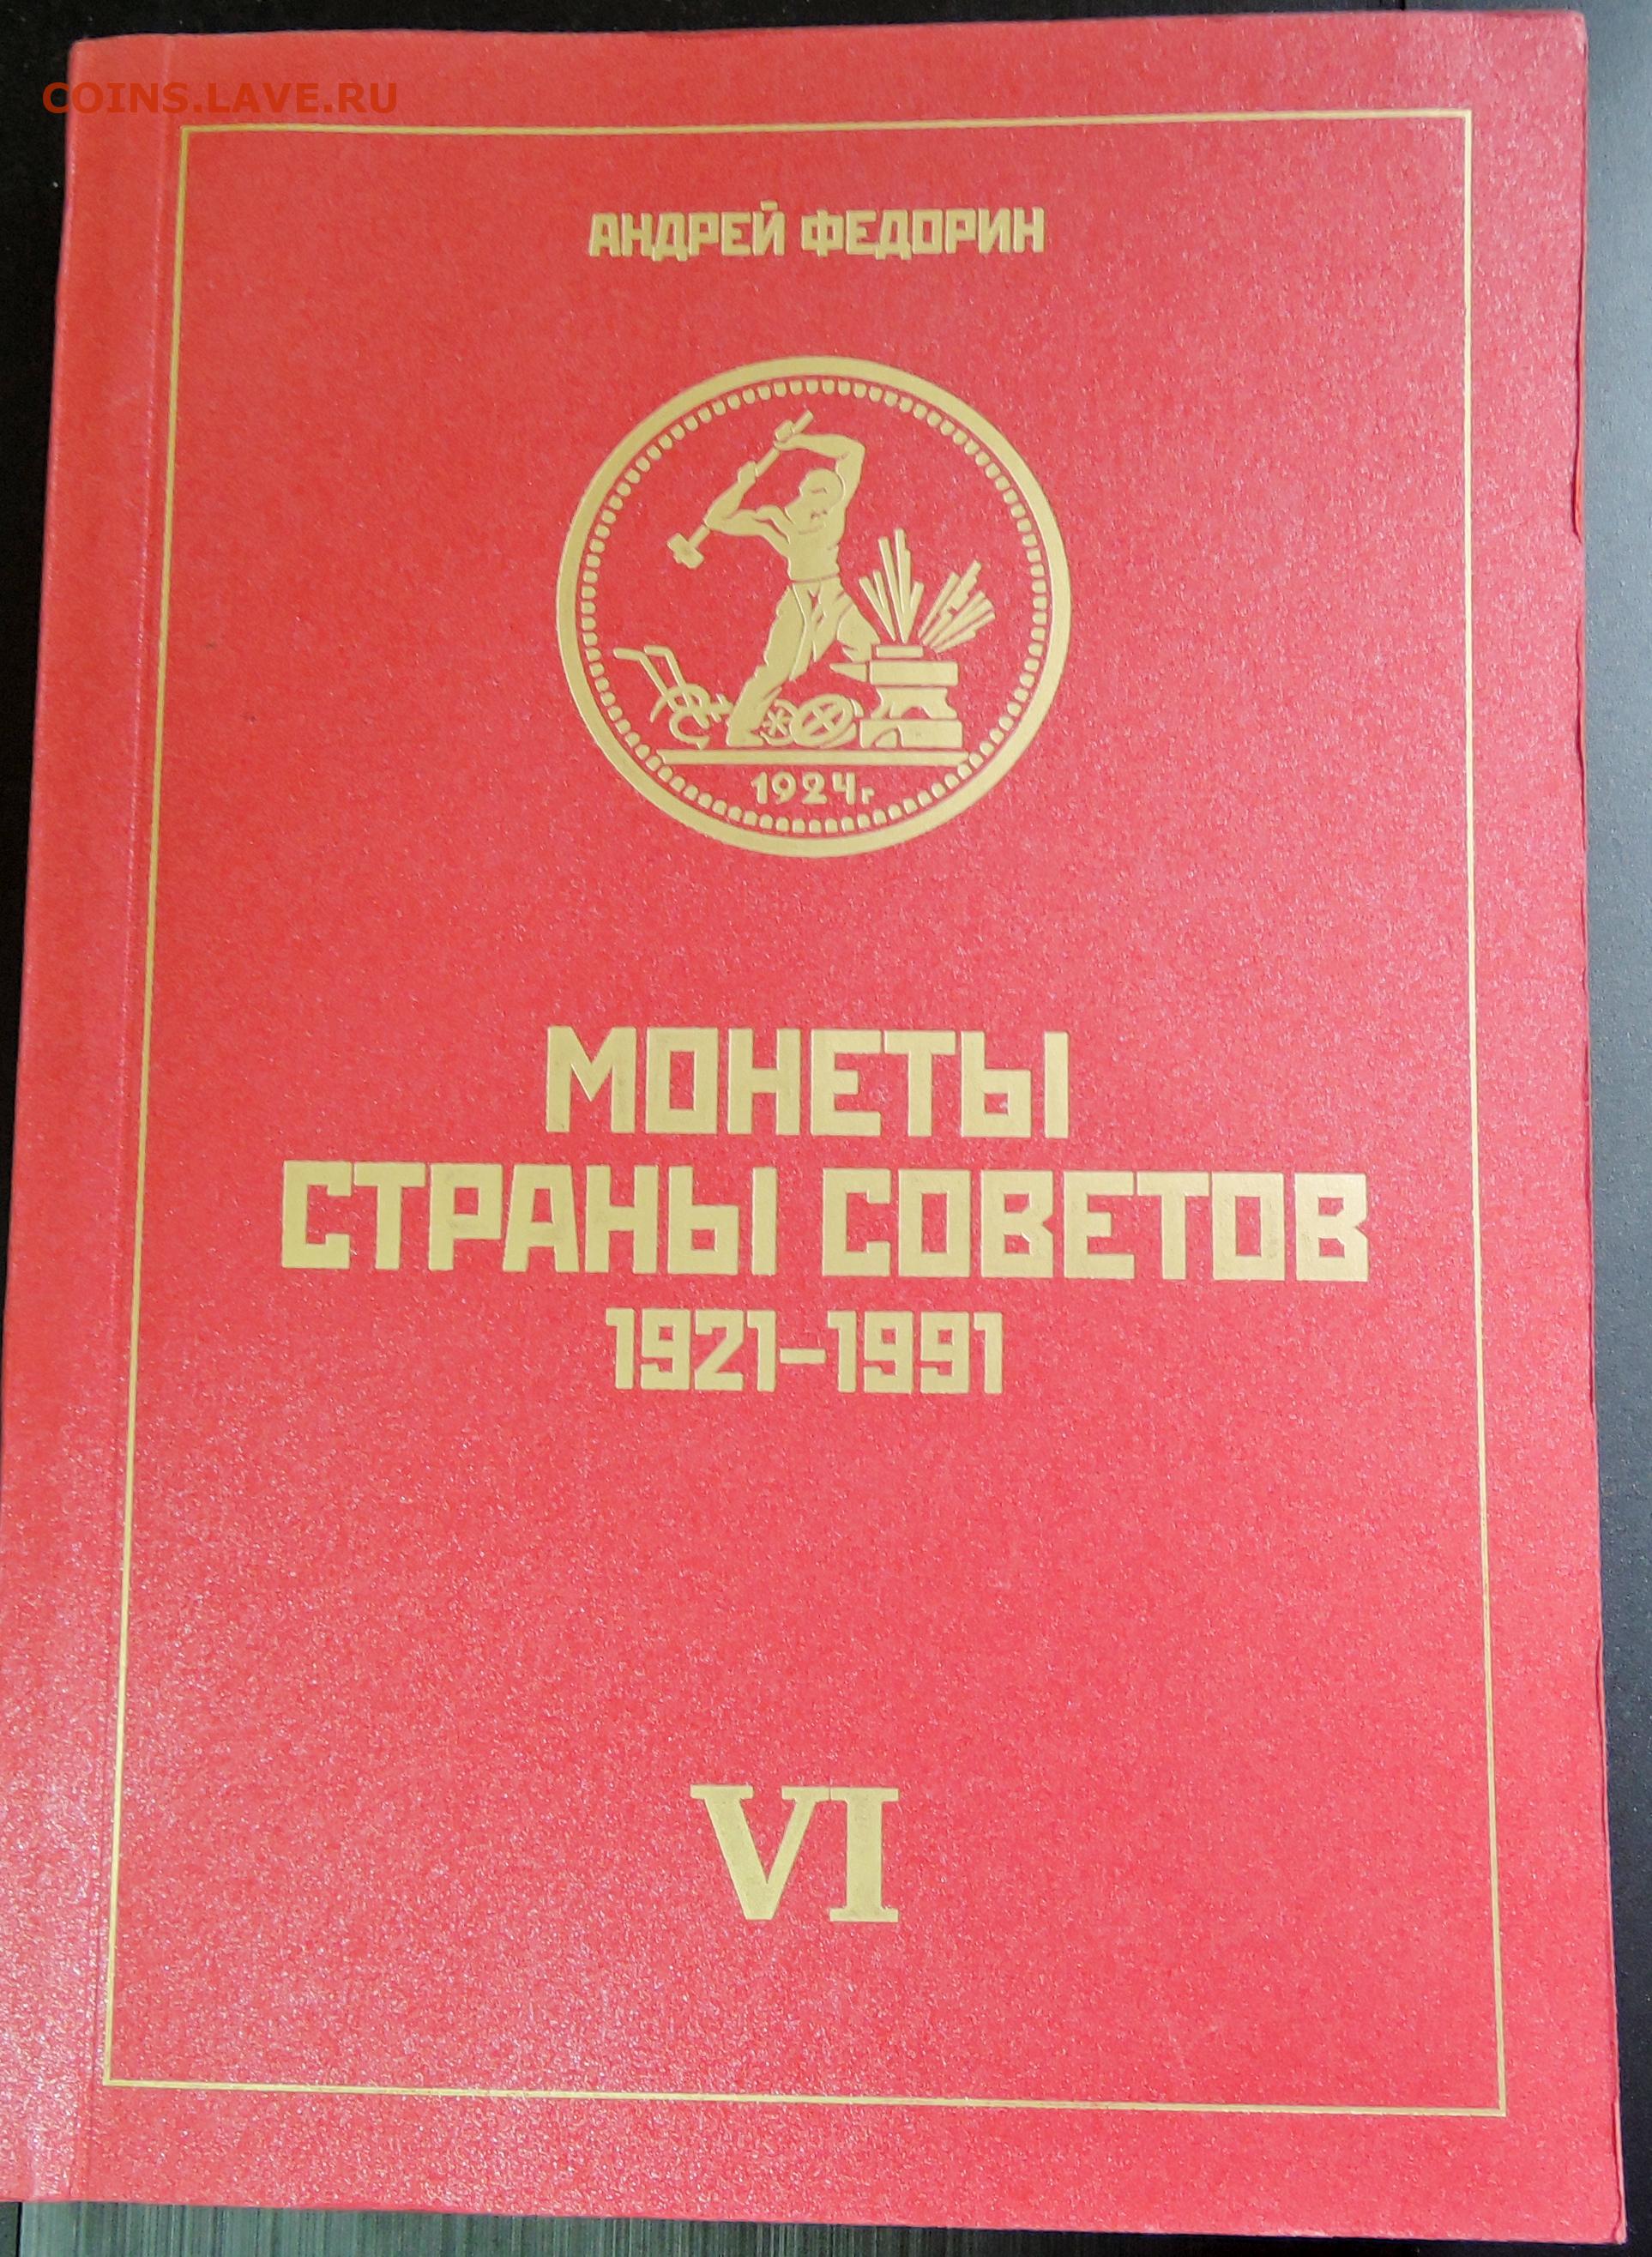 COINS.LAVE.RU
АНДРЕЙ ФЕДОРИН
1924г
МОНЕТЫ
СТРАНЫ СОВЕТОВ
1921–1991
VI